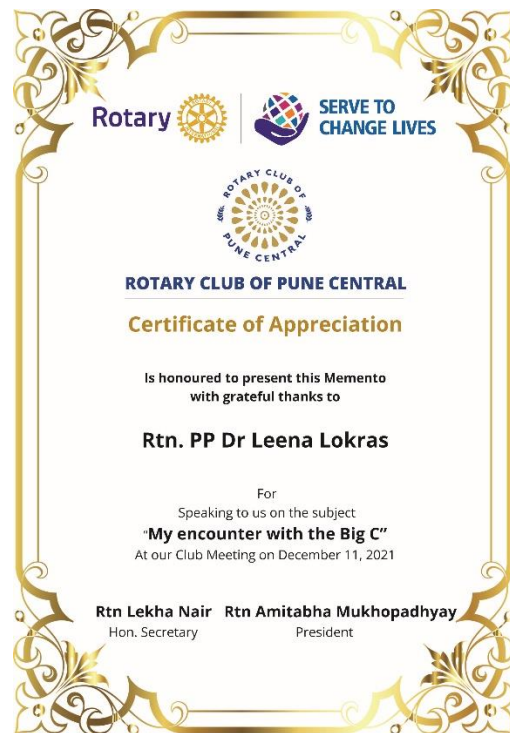 Rotary
SERVE TO
CHANGE LIVES
ROTARY CLUB OF
PUNE CENTRAL
ROTARY CLUB OF PUNE CENTRAL
Certificate of Appreciation
Is honoured to present this Memento
with grateful thanks to
Rtn. PP Dr Leena Lokras
For
Speaking to us on the subject
“My encounter with the Big C”
At our Club Meeting on December 11, 2021
Rtn Lekha Nair Rtn Amitabha Mukhopadhyay
Hon. Secretary President